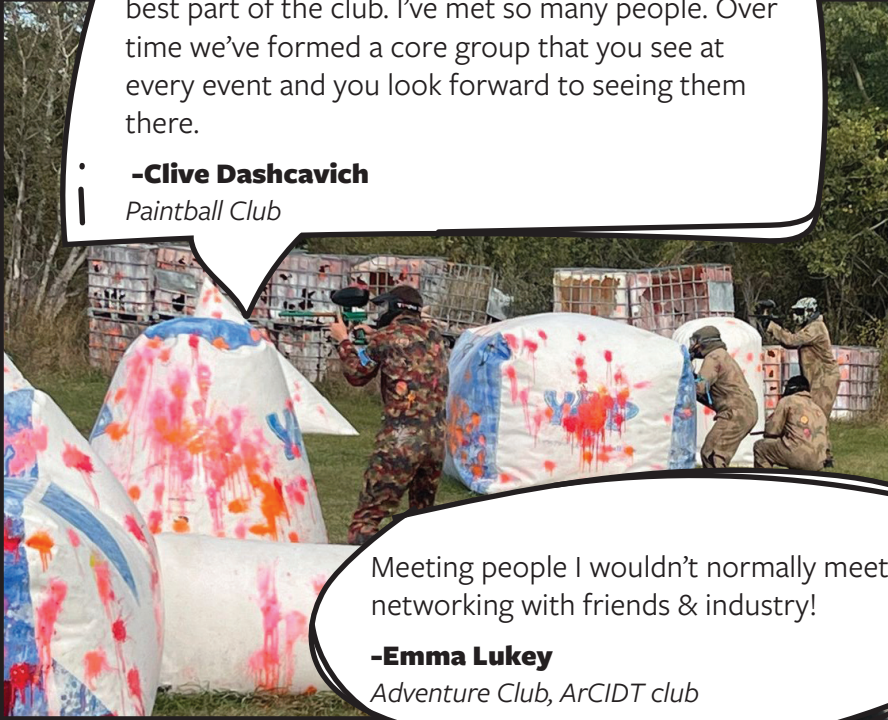 best part of the club. I've met so many people. Over
time we've formed a core group that you see at
every event and you look forward to seeing them
there.
-Clive Dashcavich
Paintball Club
Meeting people I wouldn't normally meet
networking with friends & industry!
-Emma Lukey
Adventure Club, ArCIDT club